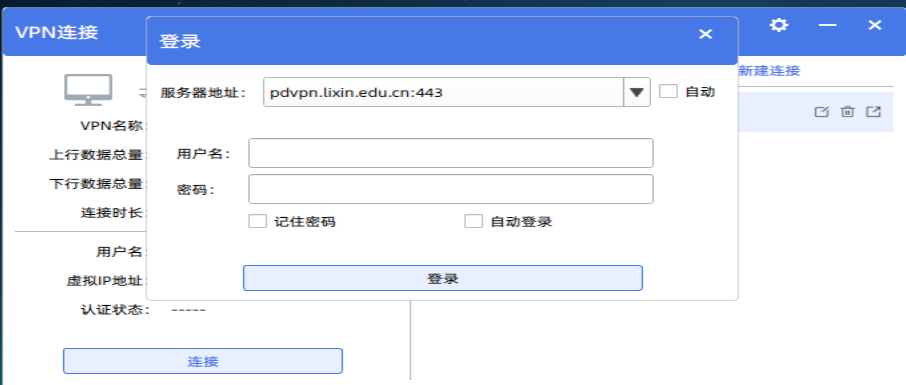 VPN连接
登录
新建连接
服务器地址:
pdvpn.lixin.edu.cn:443
自动
VPN名称:
上行数据总量:
用户名:
下行数据总量:
密码:
连接时长:
记住密码
自动登录
用户名:
虚拟IP地址:
登录
认证状态: -----
连接